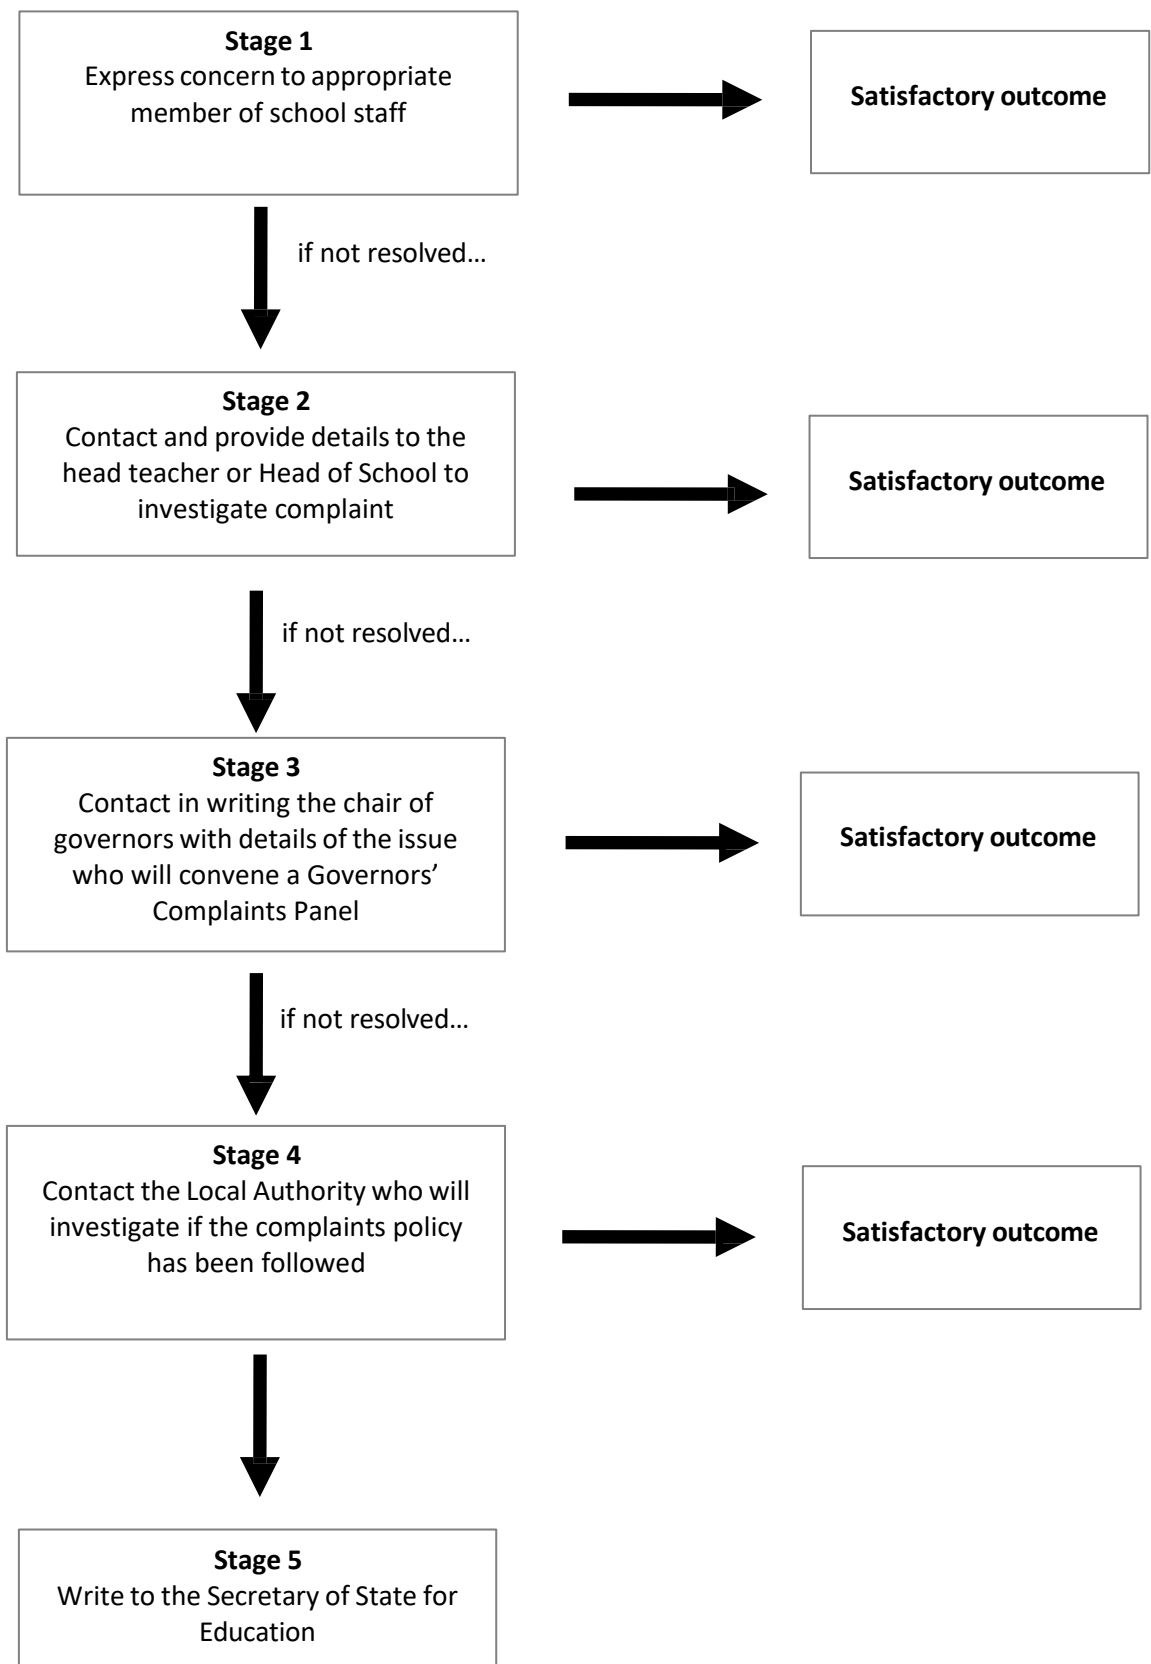 Stage 1
Express concern to appropriate
member of school staff
Satisfactory outcome
if not resolved…
Stage 2
Contact and provide details to the
head teacher or Head of School to
investigate complaint
Satisfactory outcome
if not resolved…
Stage 3
Contact in writing the chair of
governors with details of the issue
who will convene a Governors’
Complaints Panel
Satisfactory outcome
if not resolved…
Stage 4
Contact the Local Authority who will
investigate if the complaints policy
has been followed
Satisfactory outcome
Stage 5
Write to the Secretary of State for
Education